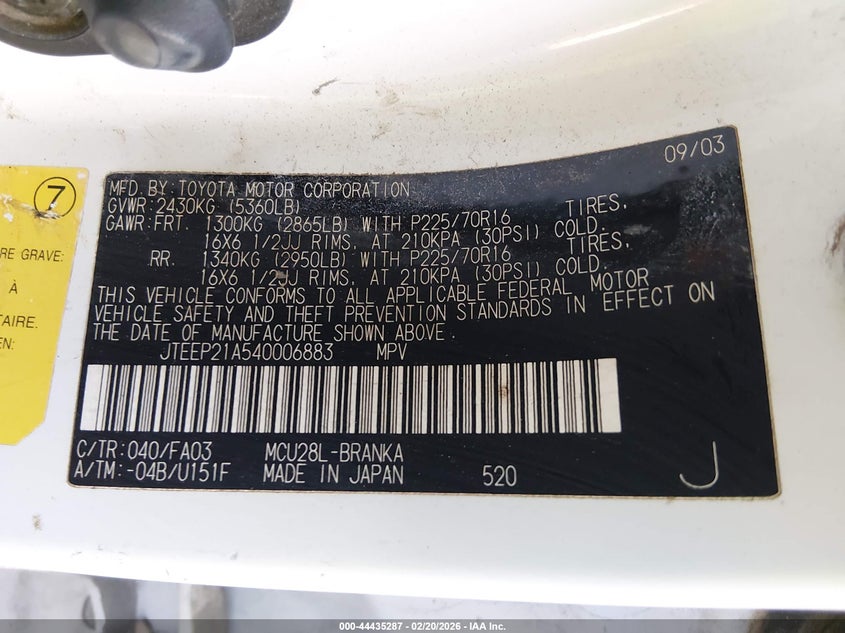 09/03
MFD. BY: TOYOTA MOTOR CORPORATION
GVWR: 2430KG (5360LB)
GAWR: FRT. 1300KG (2865LB) WITH P225/70R16 TIRES,
16X6 1/2JJ RIMS, AT 210KPA (30PSI) COLD.
RR. 1340KG (2950LB) WITH P225/70R16 TIRES,
16X6 1/2JJ RIMS, AT 210KPA (30PSI) COLD.
THIS VEHICLE CONFORMS TO ALL APPLICABLE FEDERAL MOTOR
VEHICLE SAFETY AND THEFT PREVENTION STANDARDS IN EFFECT ON
THE DATE OF MANUFACTURE SHOWN ABOVE.
JTEEP21A540006883 MPV
C/TR: 040/FA03 MCU28L-BRANKA
A/TM: -04B/U151F MADE IN JAPAN 520 J
7
RE GRAVE:
À
TAIRE.
EN:
000-44435287 - 02/20/2026 - IAA Inc.